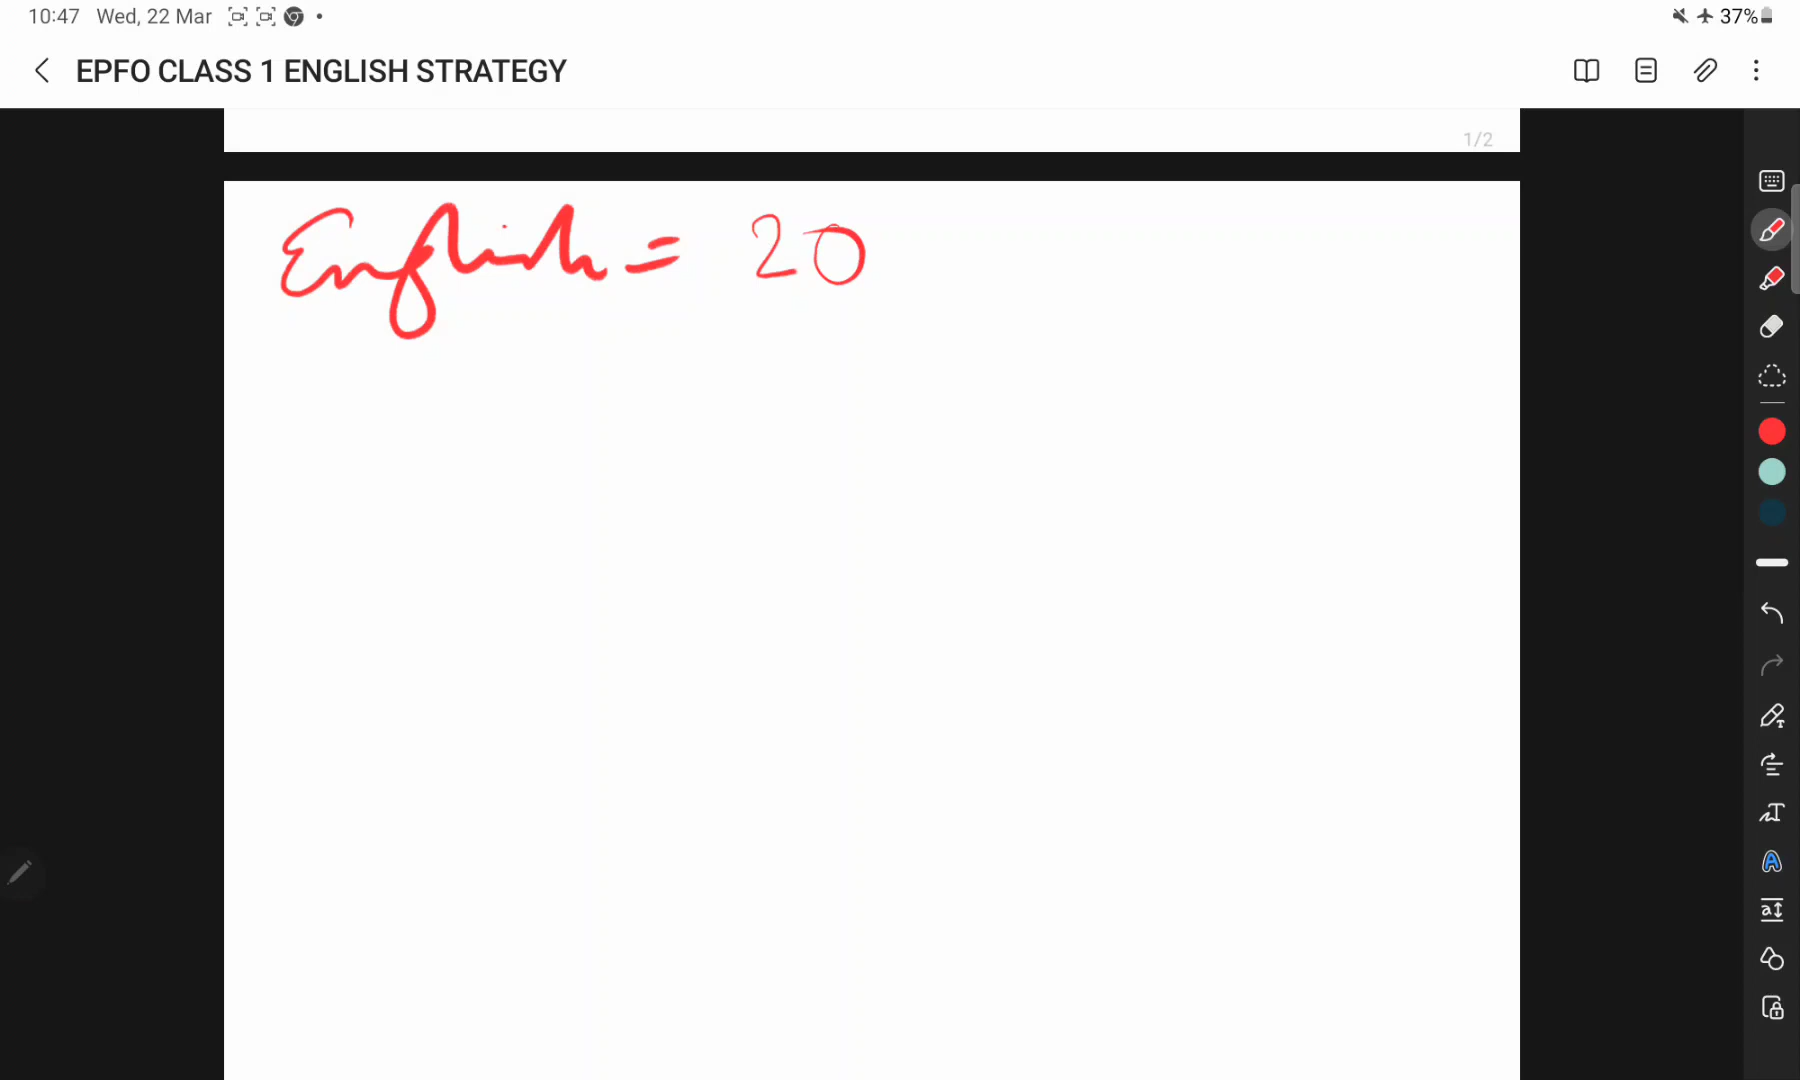 10:47 Wed, 22 Mar 37%
EPFO CLASS 1 ENGLISH STRATEGY
1/2
English = 20